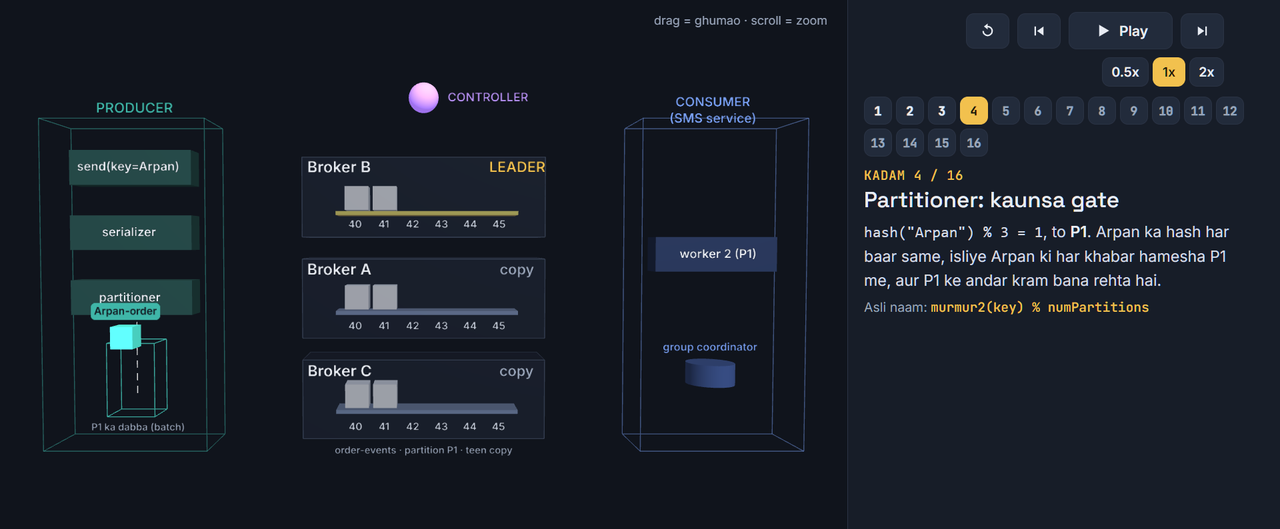 drag = ghumao · scroll = zoom
PRODUCER
send(key=Arpan)
serializer
partitioner
Arpan-order
P1 ka dabba (batch)
CONTROLLER
Broker B
LEADER
40 41 42 43 44 45
Broker A
copy
40 41 42 43 44 45
Broker C
copy
40 41 42 43 44 45
order-events · partition P1 · teen copy
CONSUMER
(SMS service)
worker 2 (P1)
group coordinator
Play
0.5x 1x 2x
1 2 3 4 5 6 7 8 9 10 11 12
13 14 15 16
KADAM 4 / 16
Partitioner: kaunsa gate
hash("Arpan") % 3 = 1, to P1. Arpan ka hash har
baar same, isliye Arpan ki har khabar hamesha P1
me, aur P1 ke andar kram bana rehta hai.
Asli naam: murmur2(key) % numPartitions